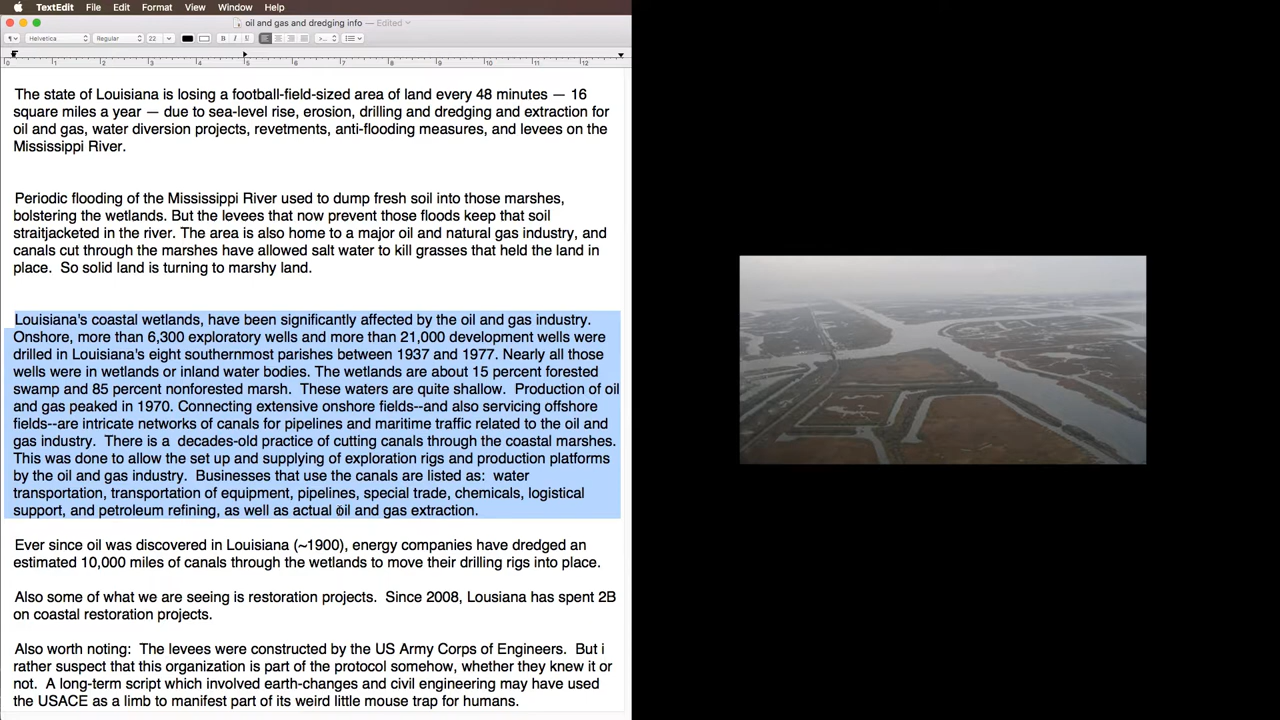 TextEdit File Edit Format View Window Help
oil and gas and dredging info — Edited
Helvetica Regular 22 B I U
0 1 2 3 4 5 6 7 8 9 10 11 12
The state of Louisiana is losing a football-field-sized area of land every 48 minutes — 16
square miles a year — due to sea-level rise, erosion, drilling and dredging and extraction for
oil and gas, water diversion projects, revetments, anti-flooding measures, and levees on the
Mississippi River.
Periodic flooding of the Mississippi River used to dump fresh soil into those marshes,
bolstering the wetlands. But the levees that now prevent those floods keep that soil
straitjacketed in the river. The area is also home to a major oil and natural gas industry, and
canals cut through the marshes have allowed salt water to kill grasses that held the land in
place.  So solid land is turning to marshy land.
Louisiana's coastal wetlands, have been significantly affected by the oil and gas industry.
Onshore, more than 6,300 exploratory wells and more than 21,000 development wells were
drilled in Louisiana's eight southernmost parishes between 1937 and 1977. Nearly all those
wells were in wetlands or inland water bodies. The wetlands are about 15 percent forested
swamp and 85 percent nonforested marsh.  These waters are quite shallow.  Production of oil
and gas peaked in 1970. Connecting extensive onshore fields--and also servicing offshore
fields--are intricate networks of canals for pipelines and maritime traffic related to the oil and
gas industry.  There is a  decades-old practice of cutting canals through the coastal marshes.
This was done to allow the set up and supplying of exploration rigs and production platforms
by the oil and gas industry.  Businesses that use the canals are listed as:  water
transportation, transportation of equipment, pipelines, special trade, chemicals, logistical
support, and petroleum refining, as well as actual oil and gas extraction.
Ever since oil was discovered in Louisiana (~1900), energy companies have dredged an
estimated 10,000 miles of canals through the wetlands to move their drilling rigs into place.
Also some of what we are seeing is restoration projects.  Since 2008, Lousiana has spent 2B
on coastal restoration projects.
Also worth noting:  The levees were constructed by the US Army Corps of Engineers.  But i
rather suspect that this organization is part of the protocol somehow, whether they knew it or
not.  A long-term script which involved earth-changes and civil engineering may have used
the USACE as a limb to manifest part of its weird little mouse trap for humans.